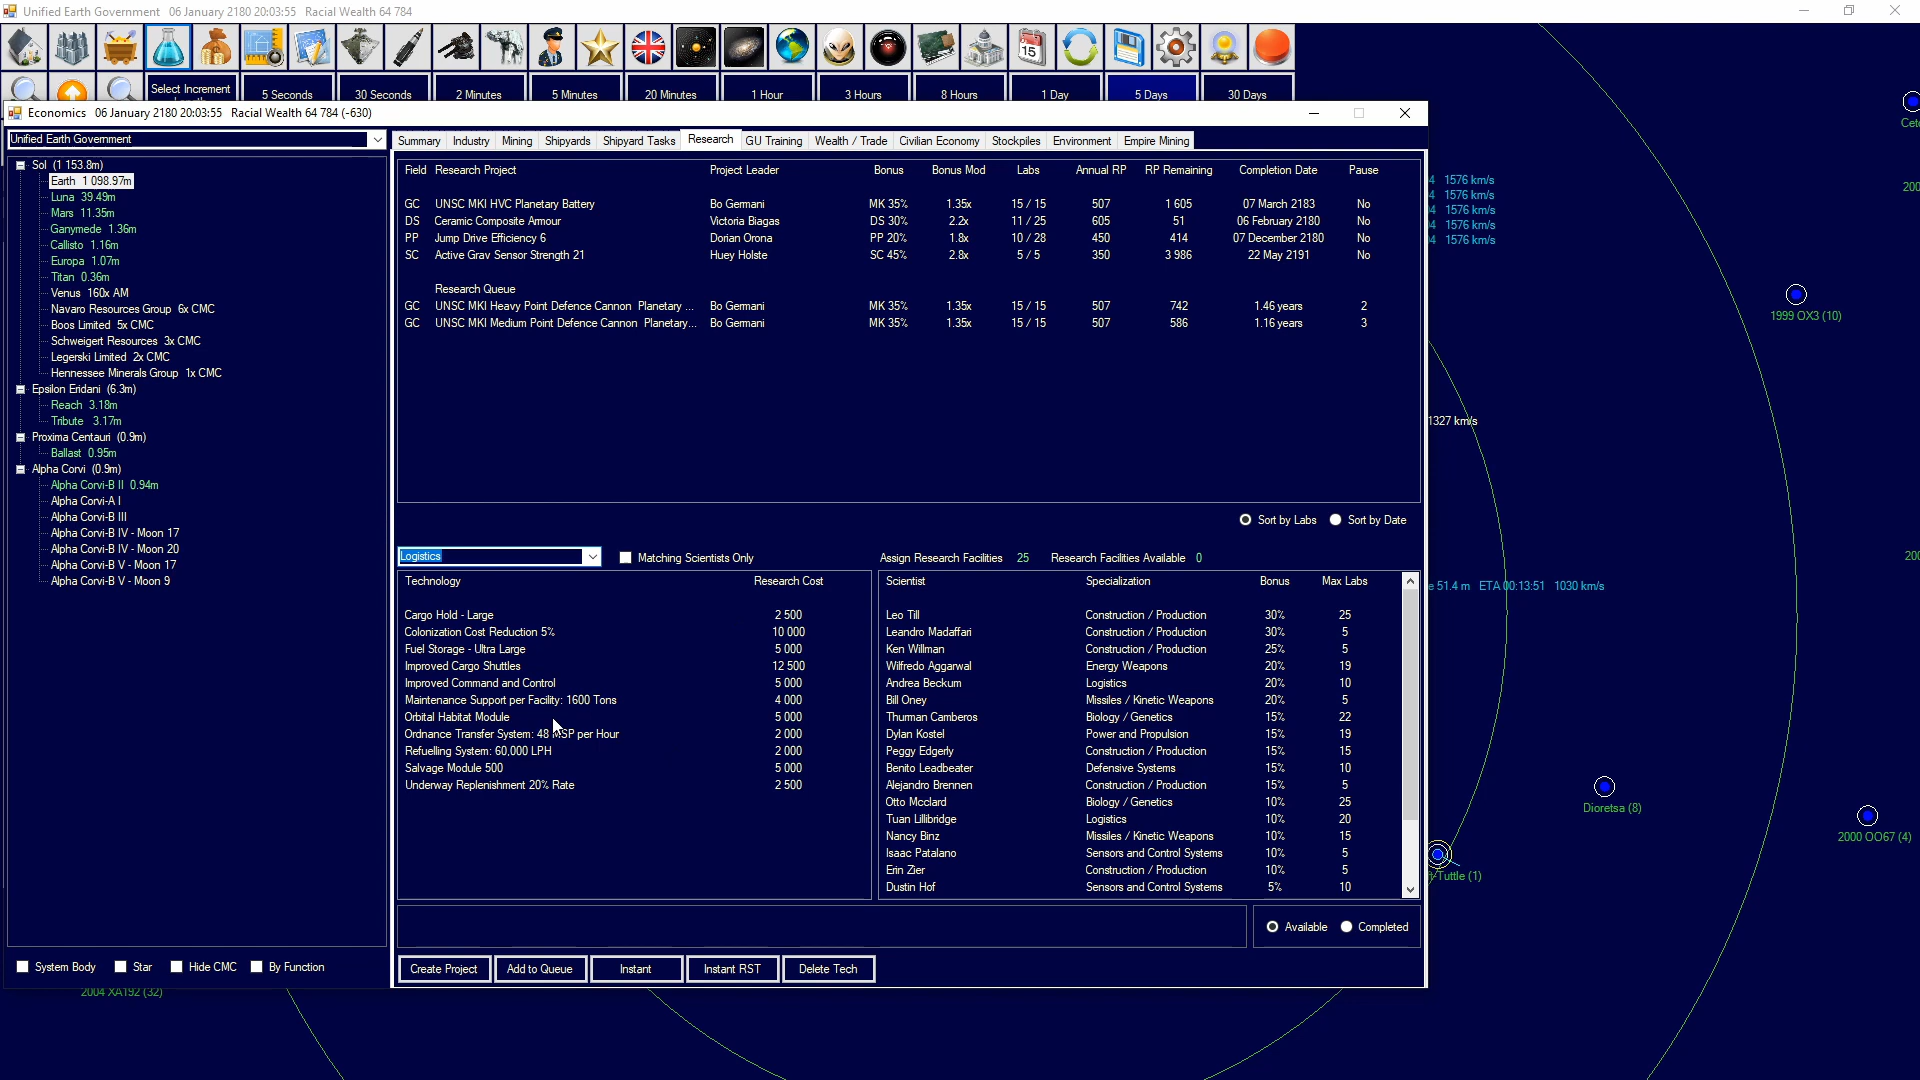 Unified Earth Government   06 January 2180 20:03:55   Racial Wealth 64 784
Select Increment
5 Seconds   30 Seconds   2 Minutes   5 Minutes   20 Minutes   1 Hour   3 Hours   8 Hours   1 Day   5 Days   30 Days
Economics   06 January 2180 20:03:55   Racial Wealth 64 784 (-630)
Unified Earth Government
Summary   Industry   Mining   Shipyards   Shipyard Tasks   Research   GU Training   Wealth / Trade   Civilian Economy   Stockpiles   Environment   Empire Mining
Sol  (1 153.8m)
Earth  1 098.97m
Luna  39.49m
Mars  11.35m
Ganymede  1.36m
Callisto  1.16m
Europa  1.07m
Titan  0.36m
Venus  160x AM
Navaro Resources Group  6x CMC
Boos Limited  5x CMC
Schweigert Resources  3x CMC
Legerski Limited  2x CMC
Hennessee Minerals Group  1x CMC
Epsilon Eridani  (6.3m)
Reach  3.18m
Tribute  3.17m
Proxima Centauri  (0.9m)
Ballast  0.95m
Alpha Corvi  (0.9m)
Alpha Corvi-B II  0.94m
Alpha Corvi-A I
Alpha Corvi-B III
Alpha Corvi-B IV - Moon 17
Alpha Corvi-B IV - Moon 20
Alpha Corvi-B V - Moon 17
Alpha Corvi-B V - Moon 9
System Body   Star   Hide CMC   By Function
Field   Research Project   Project Leader   Bonus   Bonus Mod   Labs   Annual RP   RP Remaining   Completion Date   Pause
GC   UNSC MKI HVC Planetary Battery   Bo Germani   MK 35%   1.35x   15 / 15   507   1 605   07 March 2183   No
DS   Ceramic Composite Armour   Victoria Biagas   DS 30%   2.2x   11 / 25   605   51   06 February 2180   No
PP   Jump Drive Efficiency 6   Dorian Orona   PP 20%   1.8x   10 / 28   450   414   07 December 2180   No
SC   Active Grav Sensor Strength 21   Huey Holste   SC 45%   2.8x   5 / 5   350   3 986   22 May 2191   No
Research Queue
GC   UNSC MKI Heavy Point Defence Cannon  Planetary ...   Bo Germani   MK 35%   1.35x   15 / 15   507   742   1.46 years   2
GC   UNSC MKI Medium Point Defence Cannon  Planetary...   Bo Germani   MK 35%   1.35x   15 / 15   507   586   1.16 years   3
Sort by Labs   Sort by Date
Logistics   Matching Scientists Only   Assign Research Facilities   25   Research Facilities Available   0
Technology   Research Cost
Cargo Hold - Large   2 500
Colonization Cost Reduction 5%   10 000
Fuel Storage - Ultra Large   5 000
Improved Cargo Shuttles   12 500
Improved Command and Control   5 000
Maintenance Support per Facility: 1600 Tons   4 000
Orbital Habitat Module   5 000
Ordnance Transfer System: 48 MSP per Hour   2 000
Refuelling System: 60,000 LPH   2 000
Salvage Module 500   5 000
Underway Replenishment 20% Rate   2 500
Scientist   Specialization   Bonus   Max Labs
Leo Till   Construction / Production   30%   25
Leandro Madaffari   Construction / Production   30%   5
Ken Willman   Construction / Production   25%   5
Wilfredo Aggarwal   Energy Weapons   20%   19
Andrea Beckum   Logistics   20%   10
Bill Oney   Missiles / Kinetic Weapons   20%   5
Thurman Camberos   Biology / Genetics   15%   22
Dylan Kostel   Power and Propulsion   15%   19
Peggy Edgerly   Construction / Production   15%   15
Benito Leadbeater   Defensive Systems   15%   10
Alejandro Brennen   Construction / Production   15%   5
Otto Mcclard   Biology / Genetics   10%   25
Tuan Lillibridge   Logistics   10%   20
Nancy Binz   Missiles / Kinetic Weapons   10%   15
Isaac Patalano   Sensors and Control Systems   10%   5
Erin Zier   Construction / Production   10%   5
Dustin Hof   Sensors and Control Systems   5%   10
Available   Completed
Create Project   Add to Queue   Instant   Instant RST   Delete Tech
4   1576 km/s
4   1576 km/s
4   1576 km/s
4   1576 km/s
4   1576 km/s
1999 OX3 (10)
1327 km/s
e 51.4 m   ETA 00:13:51   1030 km/s
Dioretsa (8)
2000 OO67 (4)
-Tuttle (1)
2004 XA192 (32)